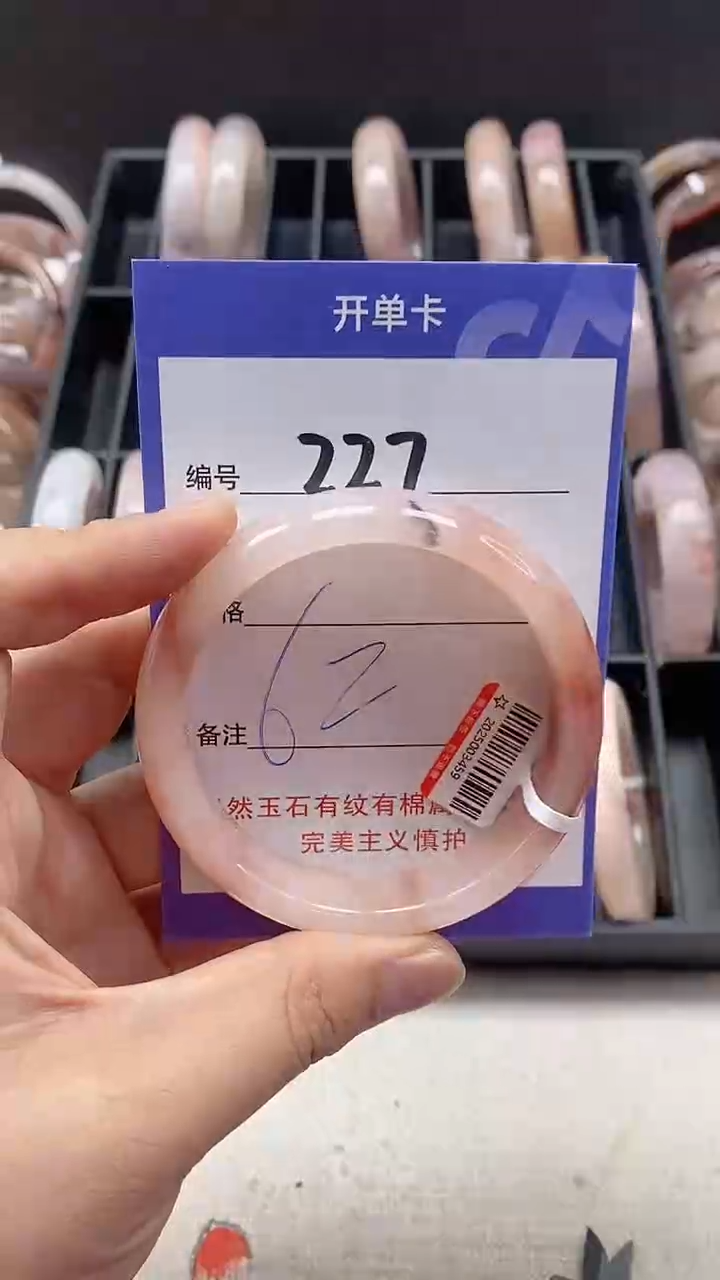 开单卡
编号 227
格
62
备注
然玉石有纹有棉
完美主义慎拍
2025003459